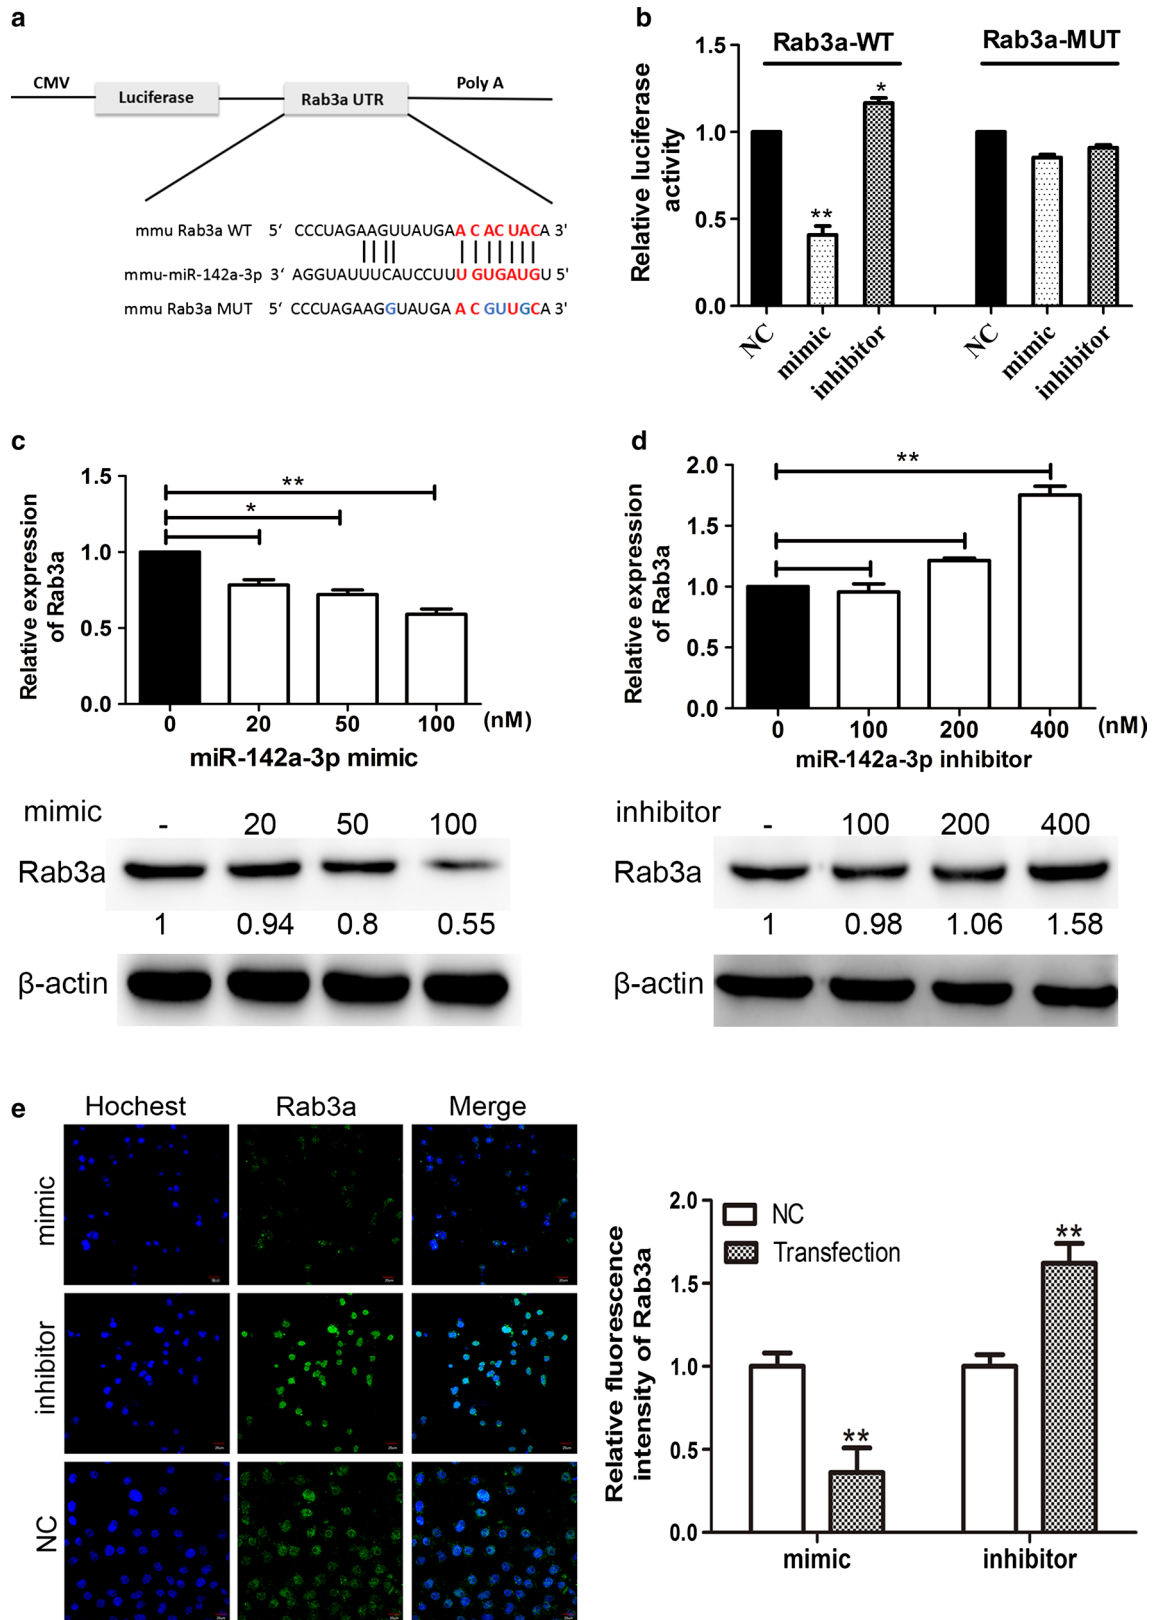 a
CMV
Luciferase
Rab3a UTR
Poly A
mmu Rab3a WT 5‘ CCCUAGAAGUUAUGAACACUACA 3'
mmu-miR-142a-3p 3‘ AGGUAUUUCAUCCUUUGUGAUGU 5'
mmu Rab3a MUT 5‘ CCCUAGAAGGUAUGA ACGUUGCA 3'
b
Rab3a-WT
Rab3a-MUT
Relative luciferase
activity
1.5
1.0
0.5
0.0
**
*
NC
mimic
inhibitor
NC
mimic
inhibitor
c
Relative expression
of Rab3a
1.5
1.0
0.5
0.0
**
*
0 20 50 100 (nM)
miR-142a-3p mimic
mimic - 20 50 100
Rab3a
1 0.94 0.8 0.55
β-actin
d
Relative expression
of Rab3a
2.0
1.5
1.0
0.5
0.0
**
0 100 200 400 (nM)
miR-142a-3p inhibitor
inhibitor - 100 200 400
Rab3a
1 0.98 1.06 1.58
β-actin
e
Hochest Rab3a Merge
mimic
inhibitor
NC
Relative fluorescence
intensity of Rab3a
2.0
1.5
1.0
0.5
0.0
NC
Transfection
**
**
mimic inhibitor